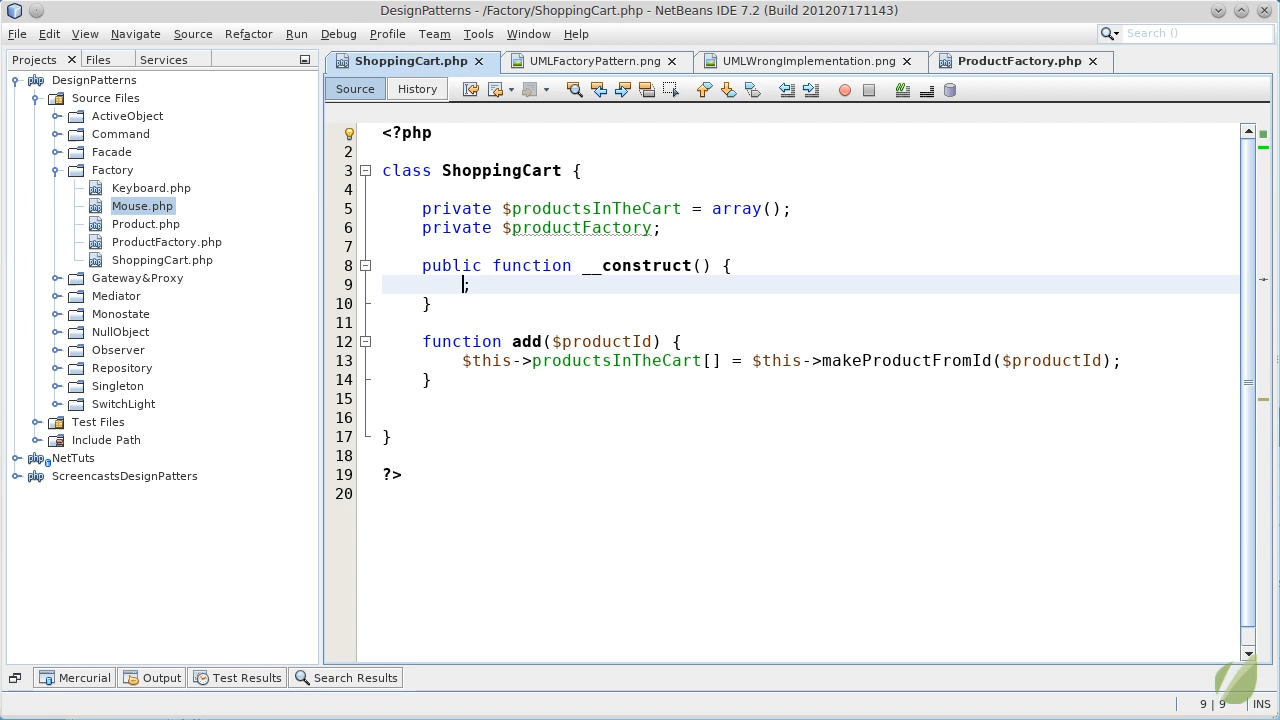 DesignPatterns - /Factory/ShoppingCart.php - NetBeans IDE 7.2 (Build 201207171143)
File Edit View Navigate Source Refactor Run Debug Profile Team Tools Window Help
Search ()
Projects Files Services
DesignPatterns
Source Files
ActiveObject
Command
Facade
Factory
Keyboard.php
Mouse.php
Product.php
ProductFactory.php
ShoppingCart.php
Gateway&Proxy
Mediator
Monostate
NullObject
Observer
Repository
Singleton
SwitchLight
Test Files
Include Path
NetTuts
ScreencastsDesignPatters
ShoppingCart.php UMLFactoryPattern.png UMLWrongImplementation.png ProductFactory.php
Source History
<?php
2
3 class ShoppingCart {
4
5 private $productsInTheCart = array();
6 private $productFactory;
7
8 public function __construct() {
9 ;
10 }
11
12 function add($productId) {
13 $this->productsInTheCart[] = $this->makeProductFromId($productId);
14 }
15
16
17 }
18
19 ?>
20
Mercurial Output Test Results Search Results
9 | 9 INS